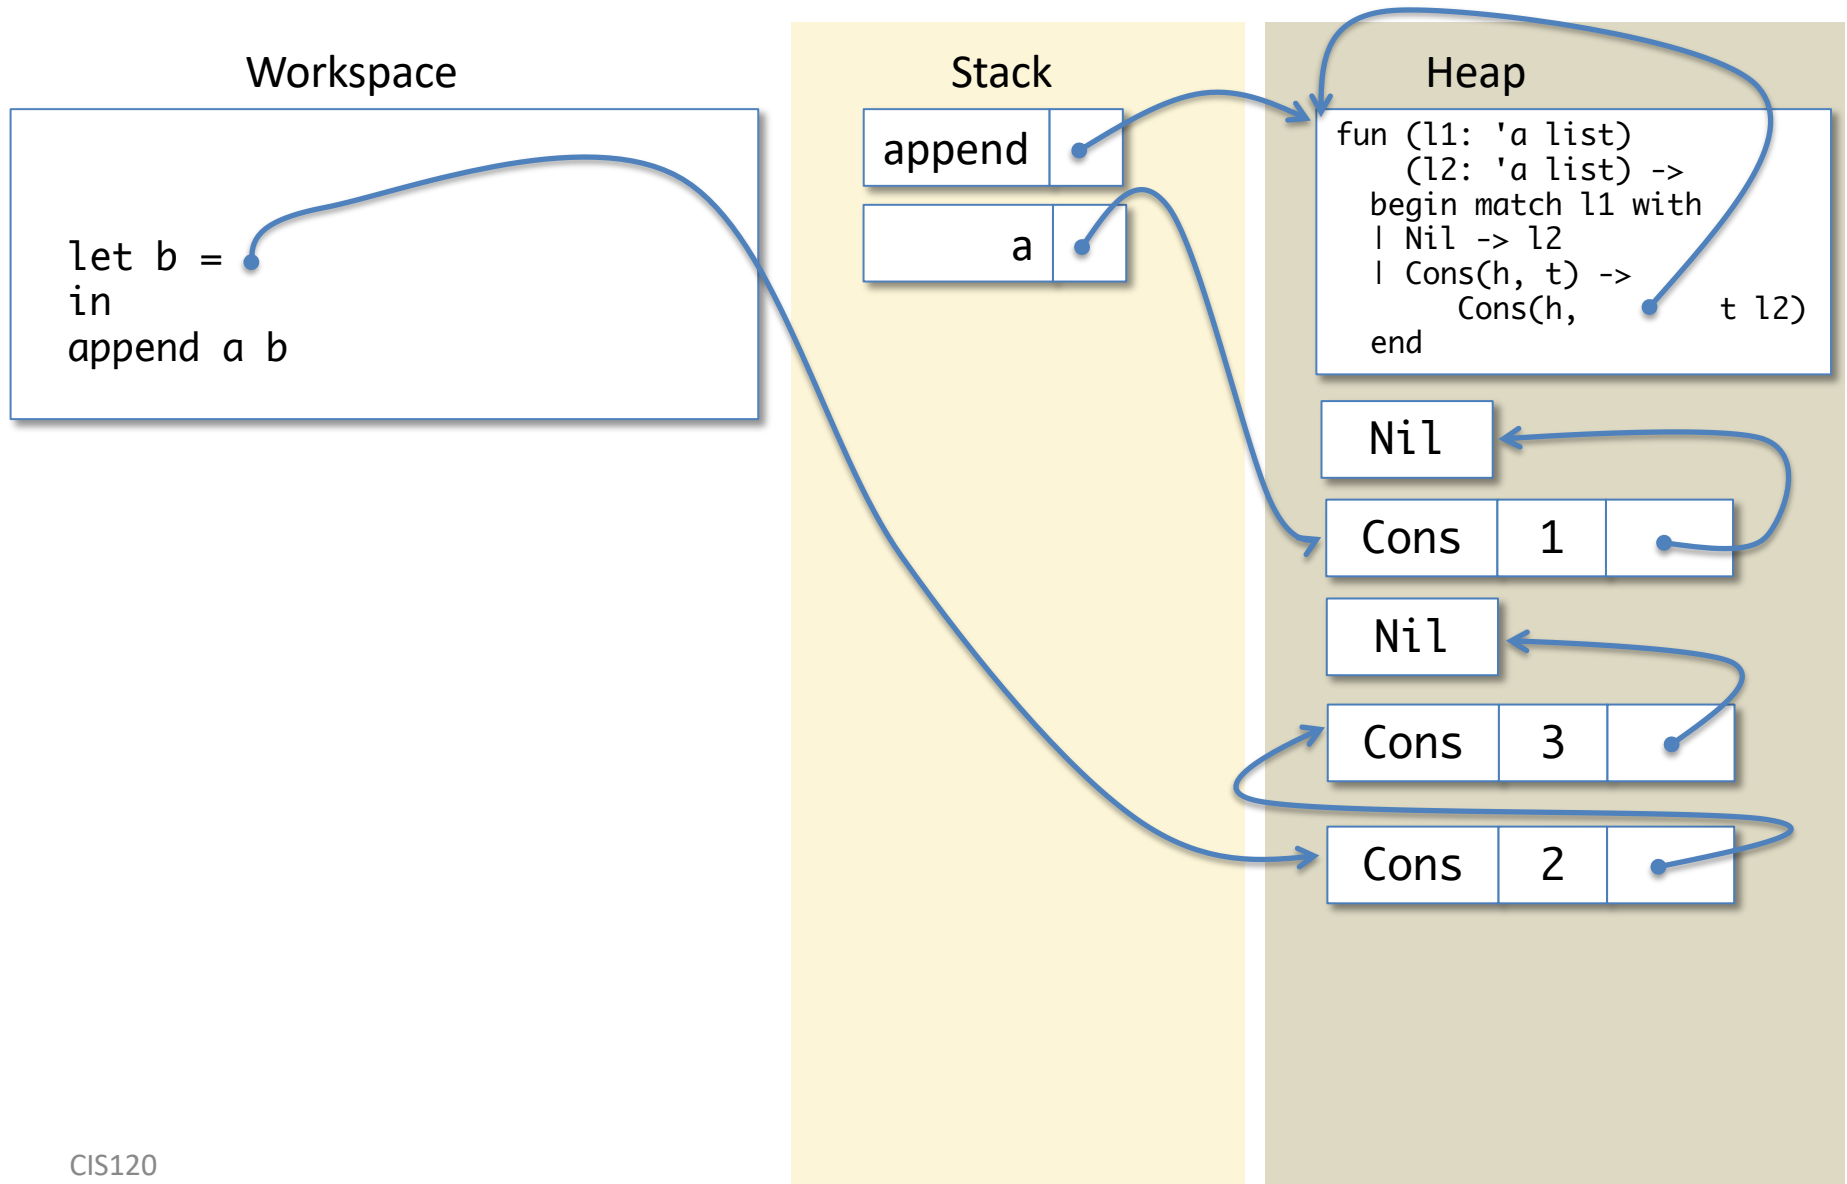 Workspace
let b =
in
append a b
Stack
append
a
Heap
fun (l1: 'a list)
(l2: 'a list) ->
begin match l1 with
| Nil -> l2
| Cons(h, t) ->
Cons(h, t l2)
end
Nil
Cons 1
Nil
Cons 3
Cons 2
CIS120